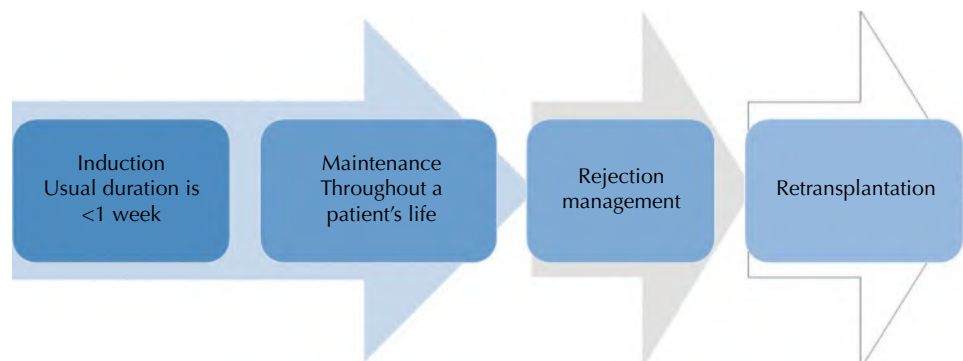 Induction
Usual duration is
<1 week
Maintenance
Throughout a
patient’s life
Rejection
management
Retransplantation